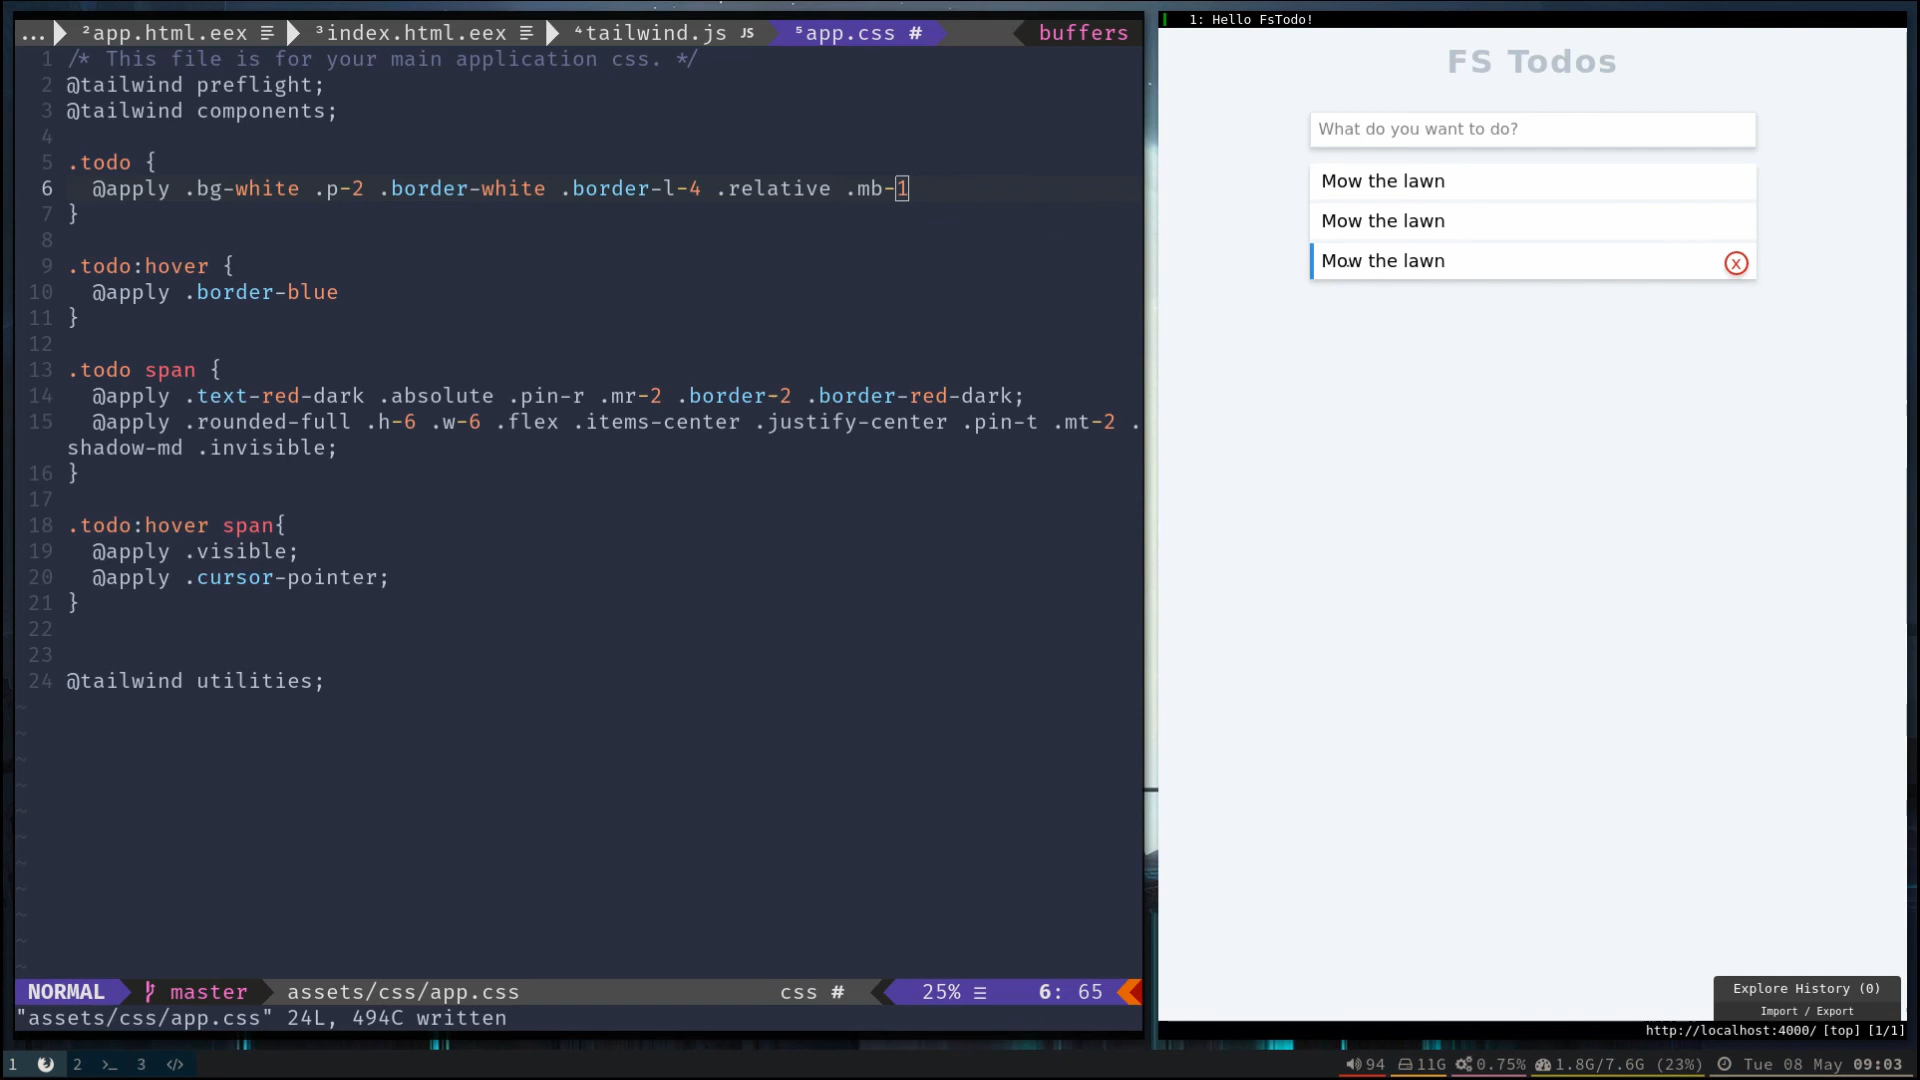 ... ²app.html.eex ³index.html.eex ⁴tailwind.js JS ⁵app.css # buffers
1 /* This file is for your main application css. */
2 @tailwind preflight;
3 @tailwind components;
4
5 .todo {
6 @apply .bg-white .p-2 .border-white .border-l-4 .relative .mb-1
7 }
8
9 .todo:hover {
10 @apply .border-blue
11 }
12
13 .todo span {
14 @apply .text-red-dark .absolute .pin-r .mr-2 .border-2 .border-red-dark;
15 @apply .rounded-full .h-6 .w-6 .flex .items-center .justify-center .pin-t .mt-2 .
shadow-md .invisible;
16 }
17
18 .todo:hover span{
19 @apply .visible;
20 @apply .cursor-pointer;
21 }
22
23
24 @tailwind utilities;
~
~
~
~
~
~
~
~
~
~
~
NORMAL master assets/css/app.css css # 25% 6: 65
"assets/css/app.css" 24L, 494C written
1: Hello FsTodo!
FS Todos
What do you want to do?
Mow the lawn
Mow the lawn
Mow the lawn
x
Explore History (0)
Import / Export
http://localhost:4000/ [top] [1/1]
1 2 >_ 3 </> 94 11G 0.75% 1.8G/7.6G (23%) Tue 08 May 09:03